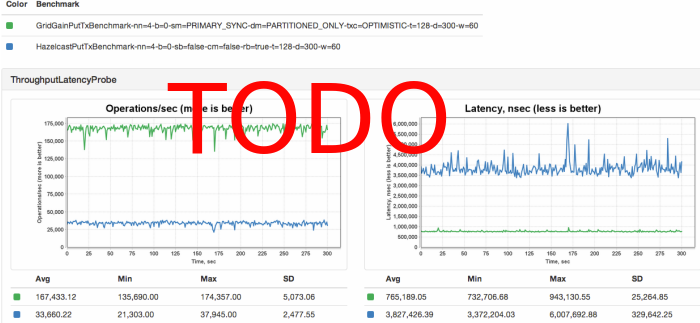 Color Benchmark
GridGainPutTxBenchmark-nn=4-b=0-sm=PRIMARY_SYNC-dm=PARTITIONED_ONLY-txc=OPTIMISTIC-t=128-d=300-w=60
HazelcastPutTxBenchmark-nn=4-b=0-sb=false-cm=false-rb=true-t=128-d=300-w=60
ThroughputLatencyProbe
TODO
Operations/sec (more is better)
Operations/sec (more is better)
175,000
150,000
125,000
100,000
75,000
50,000
25,000
0
0 25 50 75 100 125 150 175 200 225 250 275 300
Time, sec
Avg Min Max SD
167,433.12 135,690.00 174,357.00 5,073.06
33,660.22 21,303.00 37,945.00 2,477.55
Latency, nsec (less is better)
Latency, nsec (less is better)
6,000,000
5,500,000
5,000,000
4,500,000
4,000,000
3,500,000
3,000,000
2,500,000
2,000,000
1,500,000
1,000,000
500,000
0
0 25 50 75 100 125 150 175 200 225 250 275 300
Time, sec
Avg Min Max SD
765,189.05 732,706.68 943,130.55 25,264.85
3,827,426.39 3,372,204.03 6,007,692.88 329,642.25